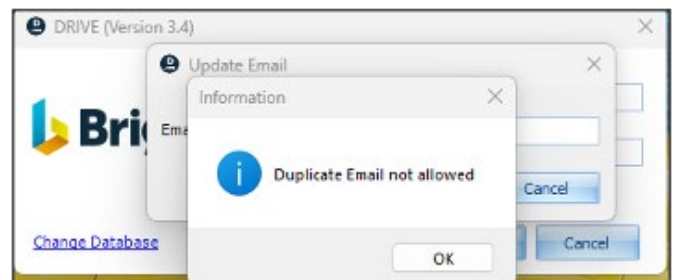 DRIVE (Version 3.4)
Update Email
Information
Duplicate Email not allowed
Cancel
Change Database
OK
Cancel